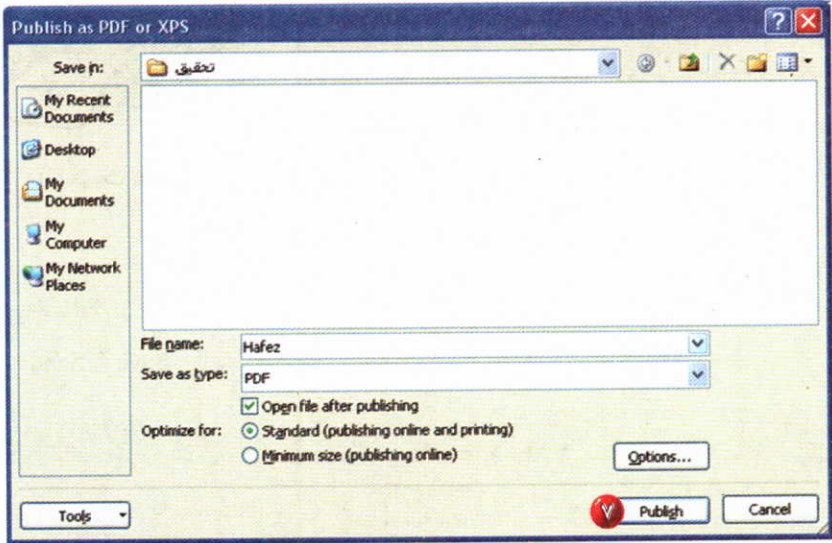 Publish as PDF or XPS
Save in:
تحقیق
My Recent
Documents
Desktop
My
Documents
My
Computer
My Network
Places
File name:
Hafez
Save as type:
PDF
Open file after publishing
Optimize for:
Standard (publishing online and printing)
Minimum size (publishing online)
Options...
Tools
۷
Publish
Cancel